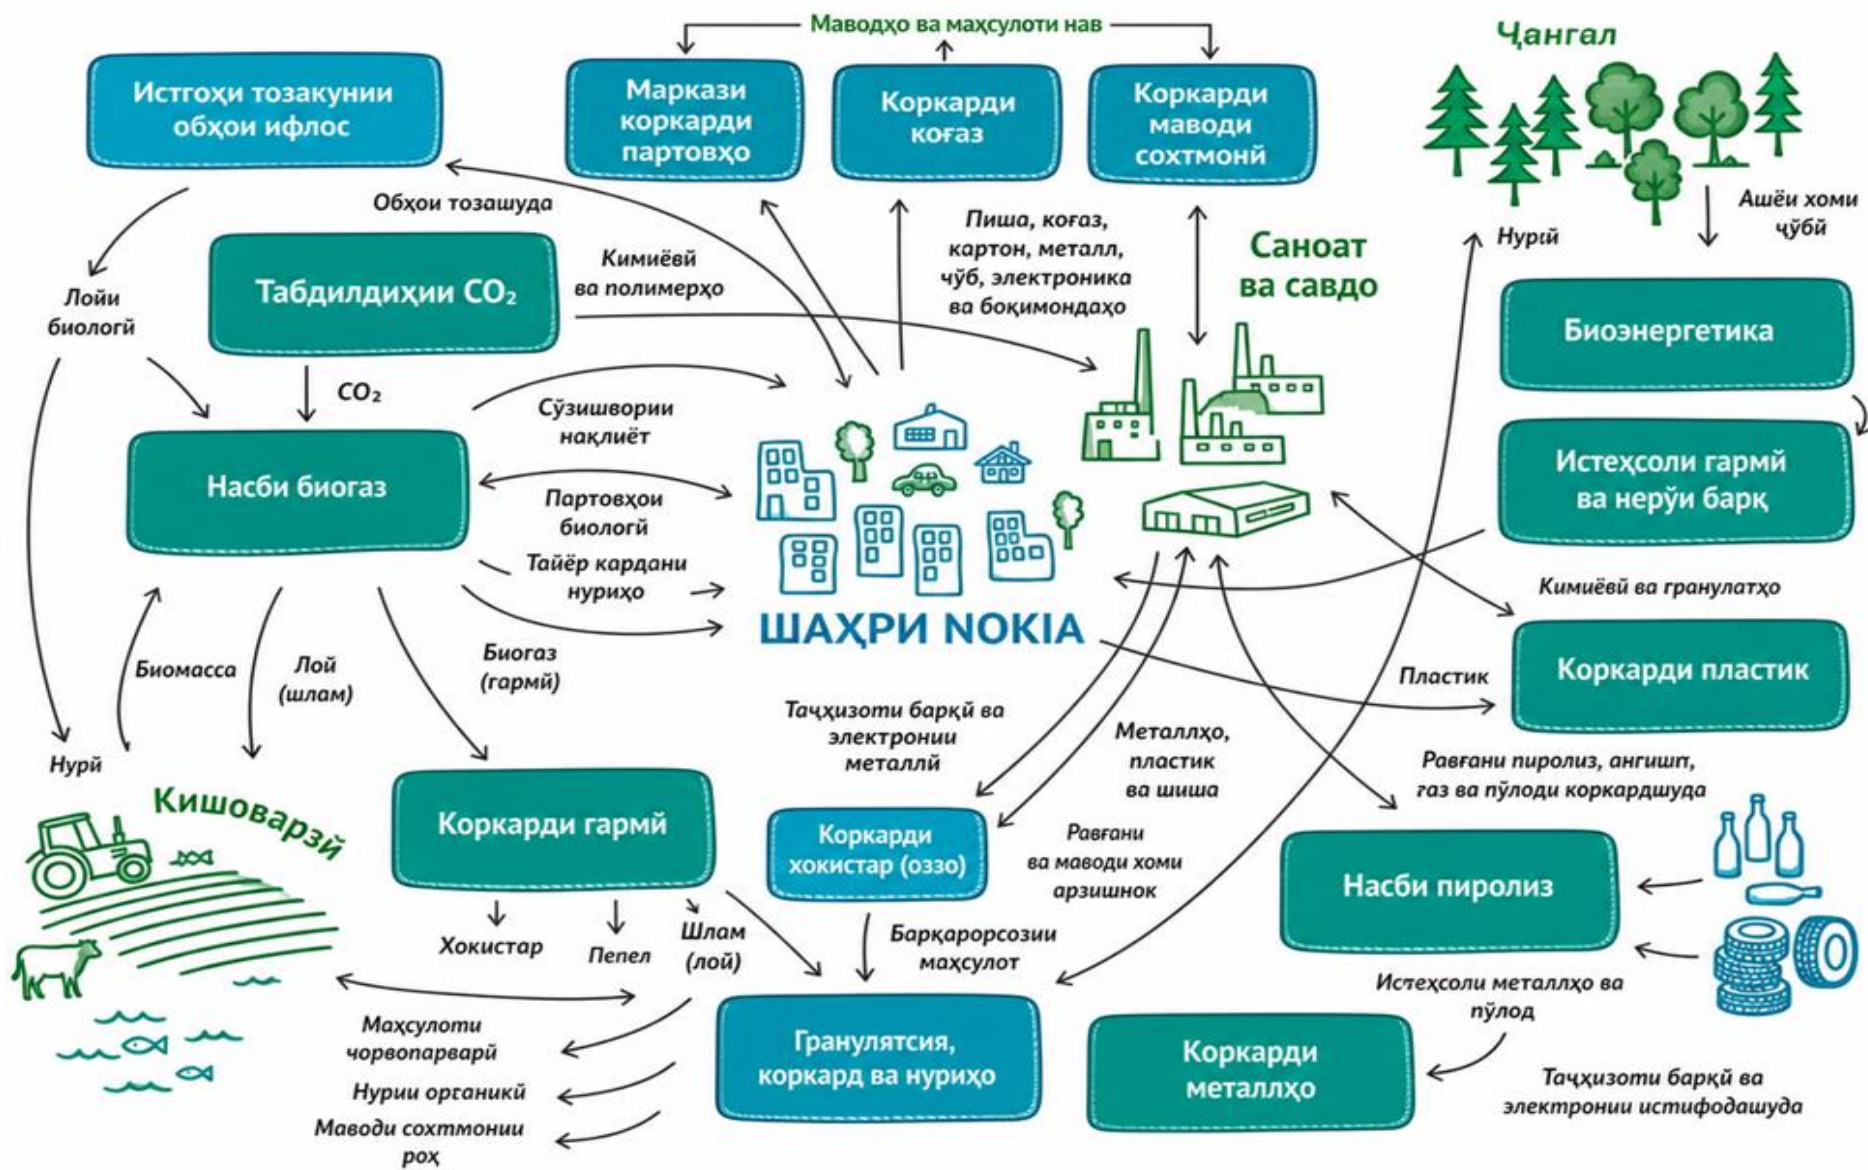 Маводҳо ва маҳсулоти нав
Ҷангал
Истгоҳи тозакунии
обҳои ифлос
Маркази
коркарди
партовҳо
Коркарди
коғаз
Коркарди
маводи
сохтмонӣ
Обҳои тозашуда
Ашёи хоми
ҷӯбӣ
Нурӣй
Пиша, коғаз,
картон, металл,
чӯб, электроника
ва боқимондаҳо
Саноат
ва савдо
Табдилдиҳии CO₂
Кимиёвӣ
ва полимерҳо
Лойи
биологӣ
Биоэнергетика
CO₂
Сӯзишвории
нақлиёт
Насби биогаз
Истеҳсоли гармӣ
ва нерӯи барқ
Партовҳои
биологӣ
Тайёр кардани
нуриҳо
Кимиёвӣ ва гранулатҳо
ШАҲРИ NOKIA
Биомасса
Лой
(шлам)
Биогаз
(гармӣ)
Пластик
Коркарди пластик
Нурӣ
Таҷҳизоти барқӣ ва
электронии
металлӣ
Металлҳо,
пластик
ва шиша
Равғани пиролиз, ангишт,
газ ва пӯлоди коркардшуда
Кишоварзӣ
Коркарди гармӣ
Коркарди
хокистар (оззо)
Равғани
ва маводи хоми
арзишнок
Насби пиролиз
Хокистар
Пепел
Шлам
(лой)
Барқарорсозии
маҳсулот
Истеҳсоли металлҳо ва
пӯлод
Маҳсулоти
чорвопарварӣ
Нурии органикӣ
Маводи сохтмонии
роҳ
Гранулятсия,
коркард ва нуриҳо
Коркарди
металлҳо
Таҷҳизоти барқӣ ва
электронии истифодашуда